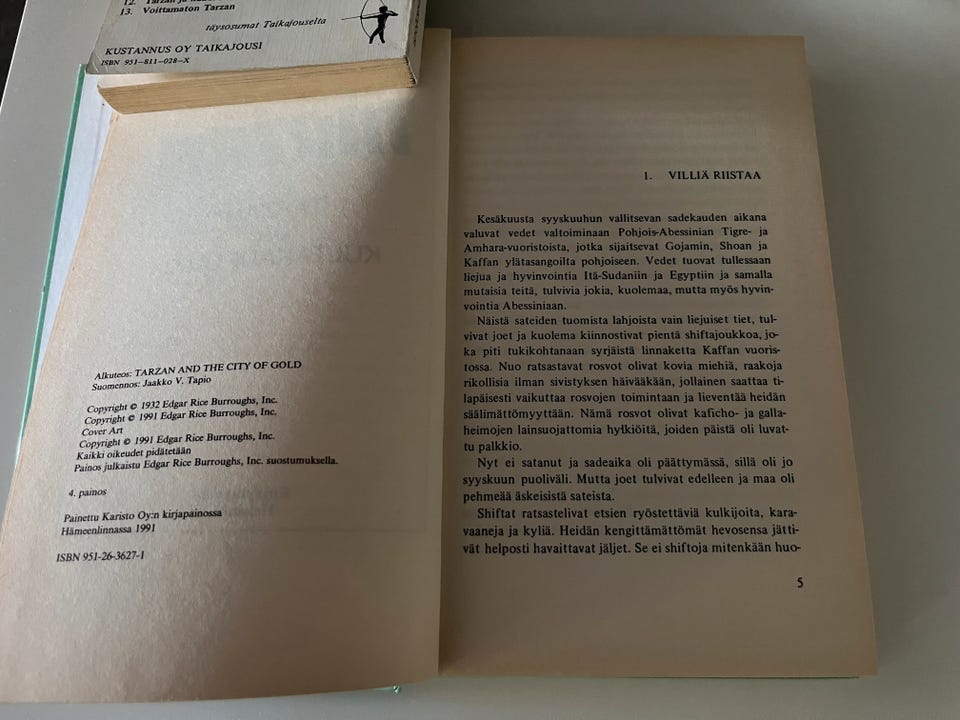 13. Voittamaton Tarzan
täysosumat Taikajouselta
KUSTANNUS OY TAIKAJOUSI
ISBN 951-811-028-X
Alkuteos: TARZAN AND THE CITY OF GOLD
Suomennos: Jaakko V. Tapio
Copyright © 1932 Edgar Rice Burroughs, Inc.
Copyright © 1991 Edgar Rice Burroughs, Inc.
Cover Art
Copyright © 1991 Edgar Rice Burroughs, Inc.
Kaikki oikeudet pidätetään
Painos julkaistu Edgar Rice Burroughs, Inc. suostumuksella.
4. painos
Painettu Karisto Oy:n kirjapainossa
Hämeenlinnassa 1991
ISBN 951-26-3627-1
1. VILLIÄ RIISTAA
Kesäkuusta syyskuuhun vallitsevan sadekauden aikana
valuvat vedet valtoiminaan Pohjois-Abessinian Tigre- ja
Amhara-vuoristoista, jotka sijaitsevat Gojamin, Shoan ja
Kaffan ylätasangoilta pohjoiseen. Vedet tuovat tullessaan
liejua ja hyvinvointia Itä-Sudaniin ja Egyptiin ja samalla
mutaisia teitä, tulvivia jokia, kuolemaa, mutta myös hyvin-
vointia Abessiniaan.
Näistä sateiden tuomista lahjoista vain liejuiset tiet, tul-
vivat joet ja kuolema kiinnostivat pientä shiftajoukkoa, jo-
ka piti tukikohtanaan syrjäistä linnaketta Kaffan vuoris-
tossa. Nuo ratsastavat rosvot olivat kovia miehiä, raakoja
rikollisia ilman sivistyksen häivääkään, jollainen saattaa ti-
lapäisesti vaikuttaa rosvojen toimintaan ja lieventää heidän
säälimättömyyttään. Nämä rosvot olivat kaficho- ja galla-
heimojen lainsuojattomia hylkiöitä, joiden päistä oli luvat-
tu palkkio.
Nyt ei satanut ja sadeaika oli päättymässä, sillä oli jo
syyskuun puoliväli. Mutta joet tulvivat edelleen ja maa oli
pehmeää äskeisistä sateista.
Shiftat ratsastelivat etsien ryöstettäviä kulkijoita, kara-
vaaneja ja kyliä. Heidän kengittämättömät hevosensa jätti-
vät helposti havaittavat jäljet. Se ei shiftoja mitenkään huo-
5